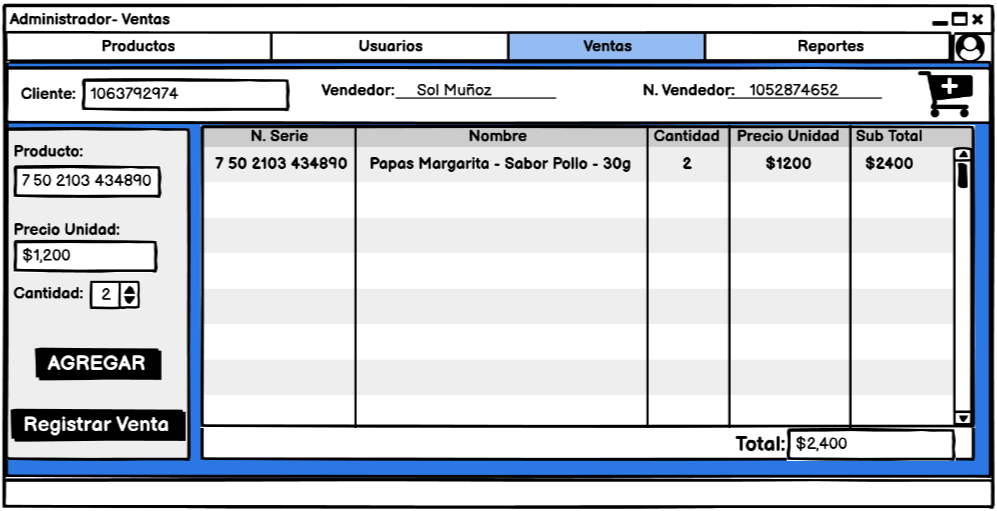 Administrador- Ventas
Productos Usuarios Ventas Reportes
Cliente: 1063792974 Vendedor: Sol Muñoz N. Vendedor: 1052874652
Producto:
7 50 2103 434890
Precio Unidad:
$1,200
Cantidad: 2
AGREGAR
Registrar Venta
N. Serie Nombre Cantidad Precio Unidad Sub Total
7 50 2103 434890 Papas Margarita - Sabor Pollo - 30g 2 $1200 $2400
Total: $2,400